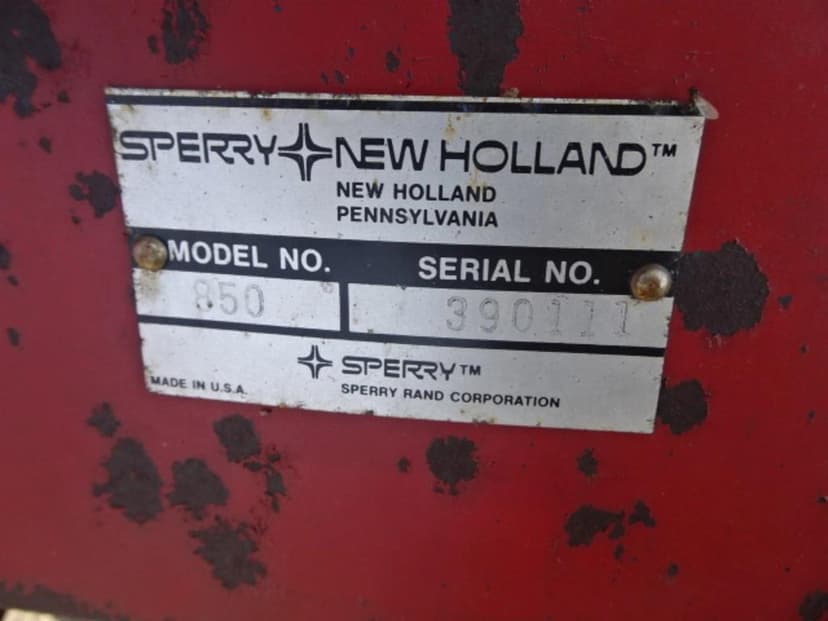 SPERRY NEW HOLLAND™
NEW HOLLAND
PENNSYLVANIA
MODEL NO. SERIAL NO.
850 390111
SPERRY™
MADE IN U.S.A. SPERRY RAND CORPORATION